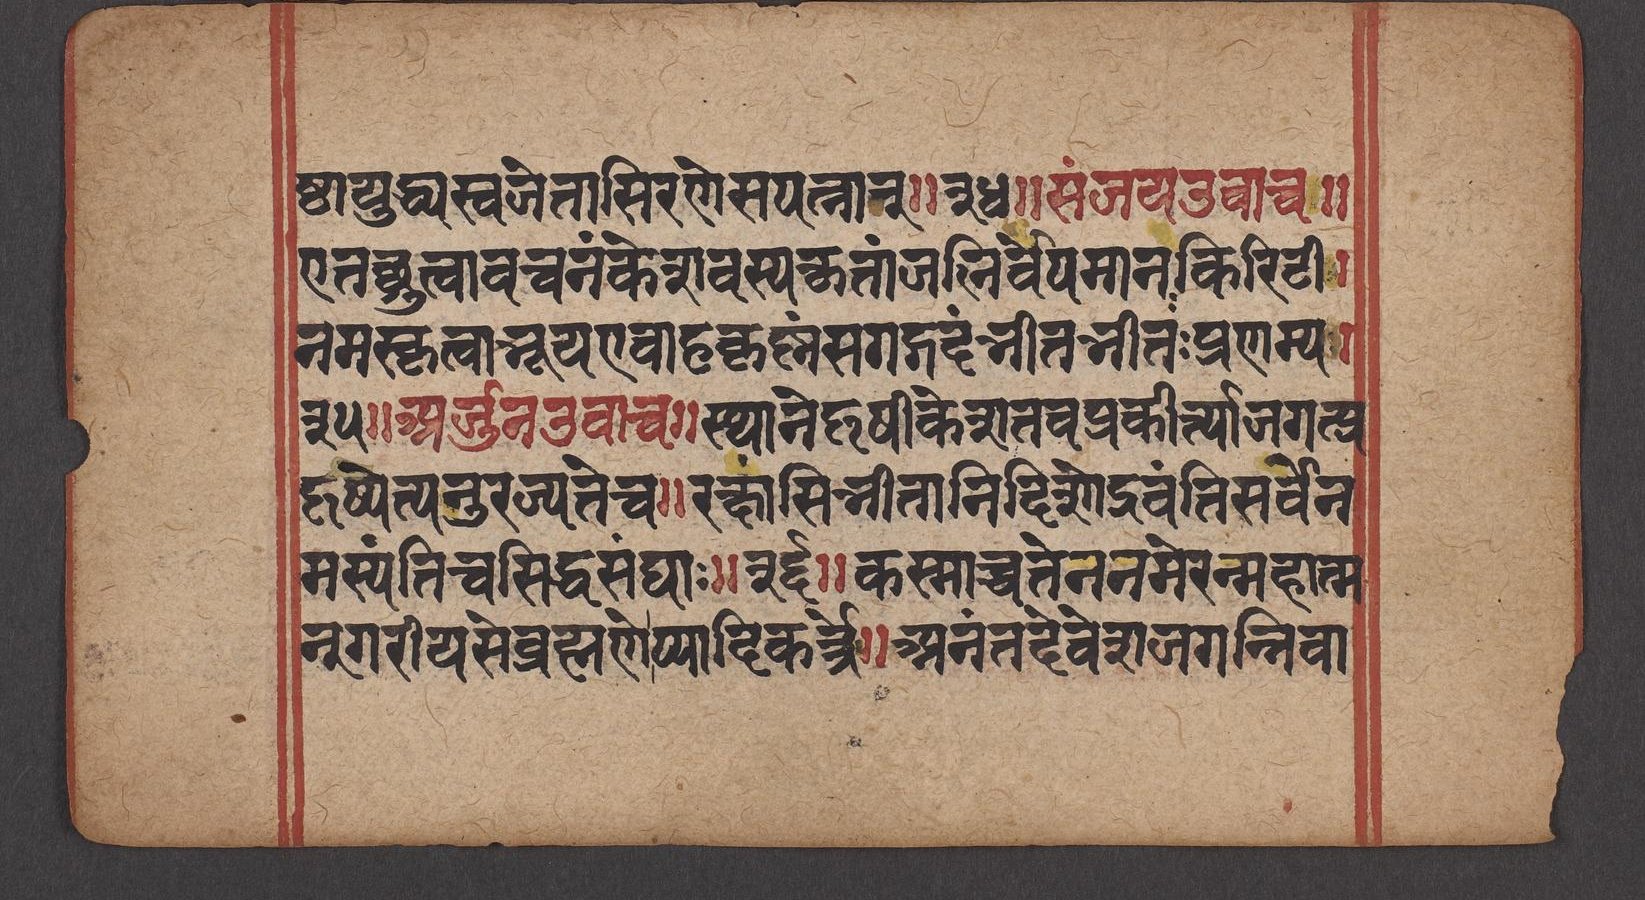 ष्ठायुद्ध्यस्वजेतासिरणेसपत्नान्॥३४॥संजयउवाच॥
एतछ्रुत्वावचनंकेशवस्यकृतांजलिर्वेपमानःकिरिटी।
नमस्कृत्वाभूयएवाहकृष्णंसगद्गदंभीतभीतंःप्रणम्य।
३५॥अर्जुनउवाच॥स्थानेहृषीकेशतवप्रकीर्त्याजगत्प्र
हृष्येत्यनुरज्यतेच॥रक्षांसिभीतानिदिशोद्रवंतिसर्वेन
मस्यंतिचसिद्धसंघाः॥३६॥कस्माच्चतेननमेरन्महात्म
न्गरीयसेब्रह्मणोप्यादिकर्त्रे॥अनंतदेवेशजगन्निवा